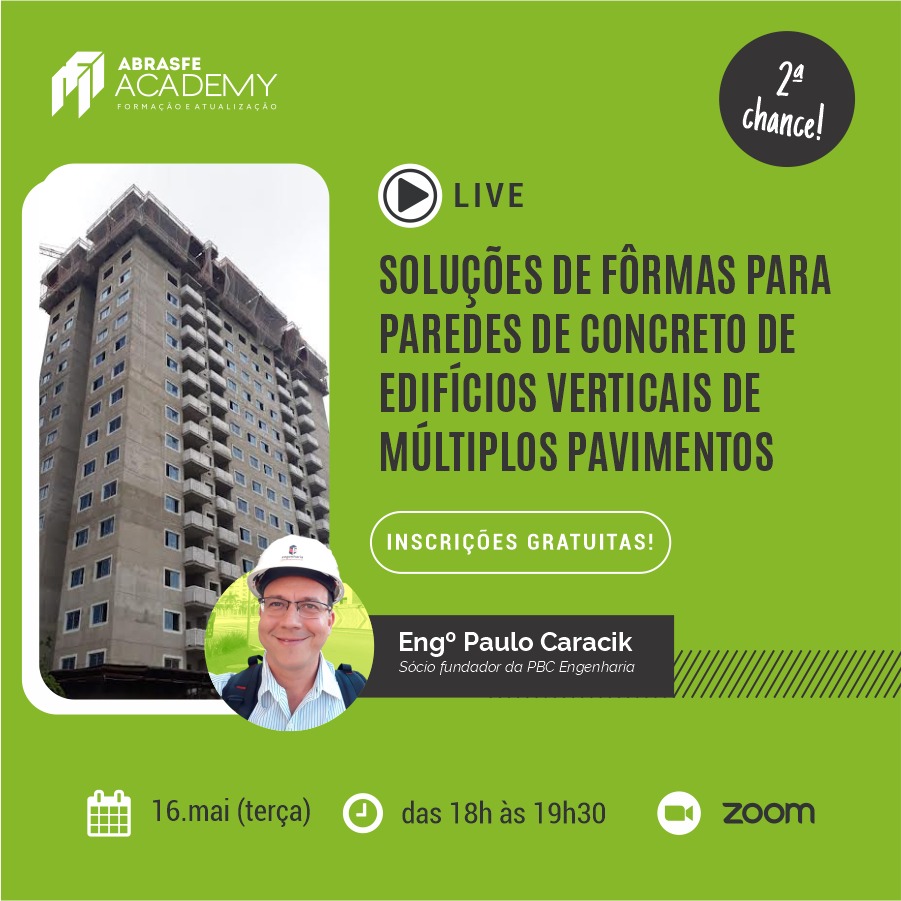 ABRASFE
ACADEMY
FORMAÇÃO E ATUALIZAÇÃO
2ª
chance!
LIVE
SOLUÇÕES DE FÔRMAS PARA
PAREDES DE CONCRETO DE
EDIFÍCIOS VERTICAIS DE
MÚLTIPLOS PAVIMENTOS
INSCRIÇÕES GRATUITAS!
Engº Paulo Caracik
Sócio fundador da PBC Engenharia
16.mai (terça)
das 18h às 19h30
zoom